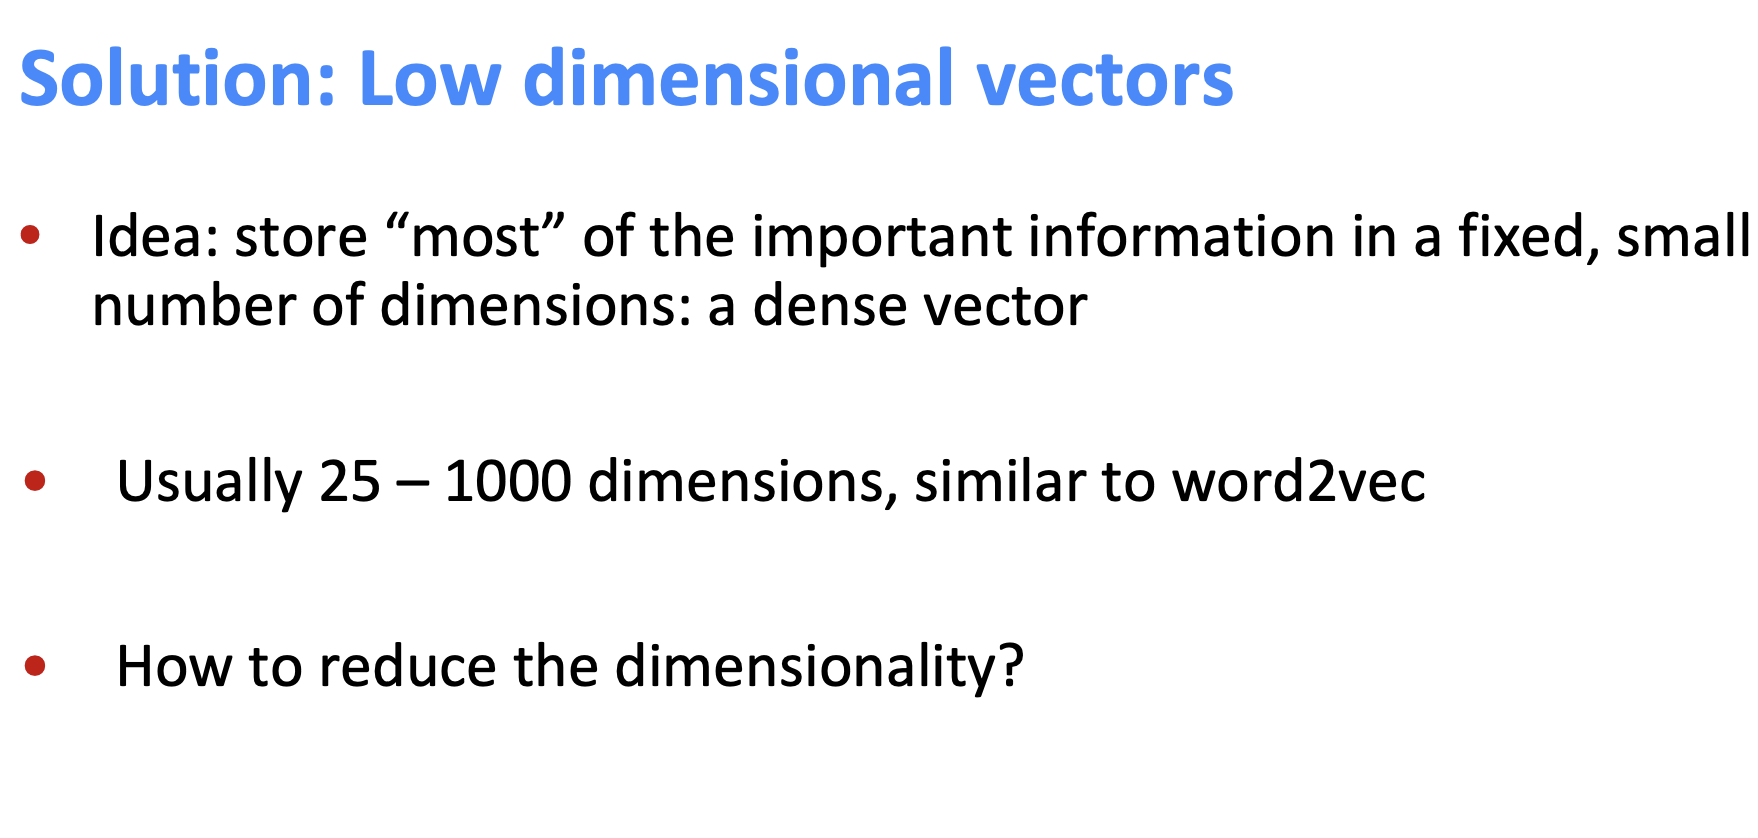 Solution: Low dimensional vectors
• Idea: store “most” of the important information in a fixed, small
number of dimensions: a dense vector
• Usually 25 – 1000 dimensions, similar to word2vec
• How to reduce the dimensionality?